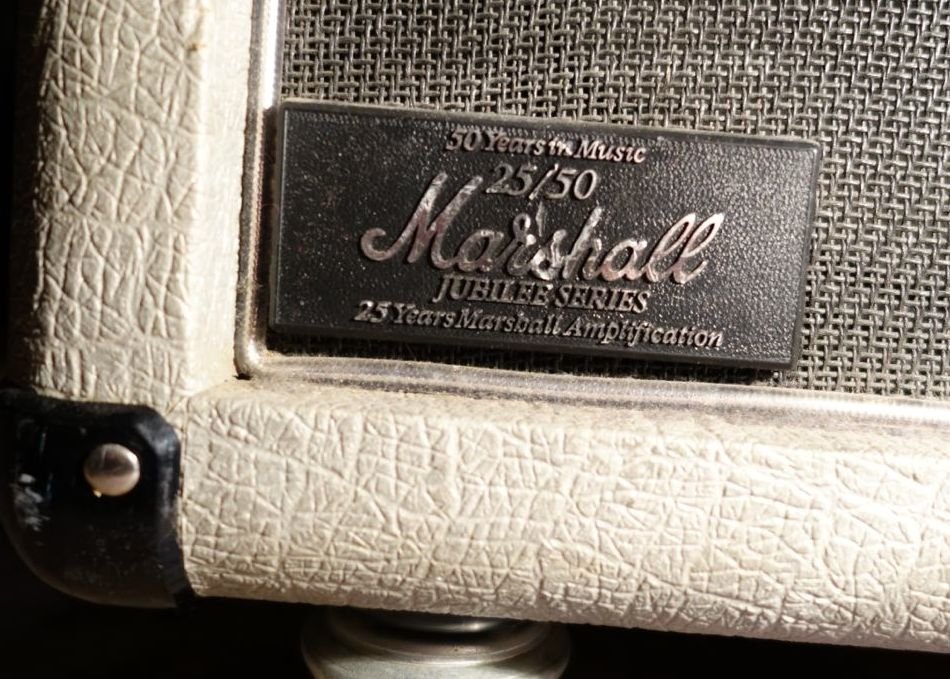 50 Years in Music
25/50
Marshall
JUBILEE SERIES
25 Years Marshall Amplification